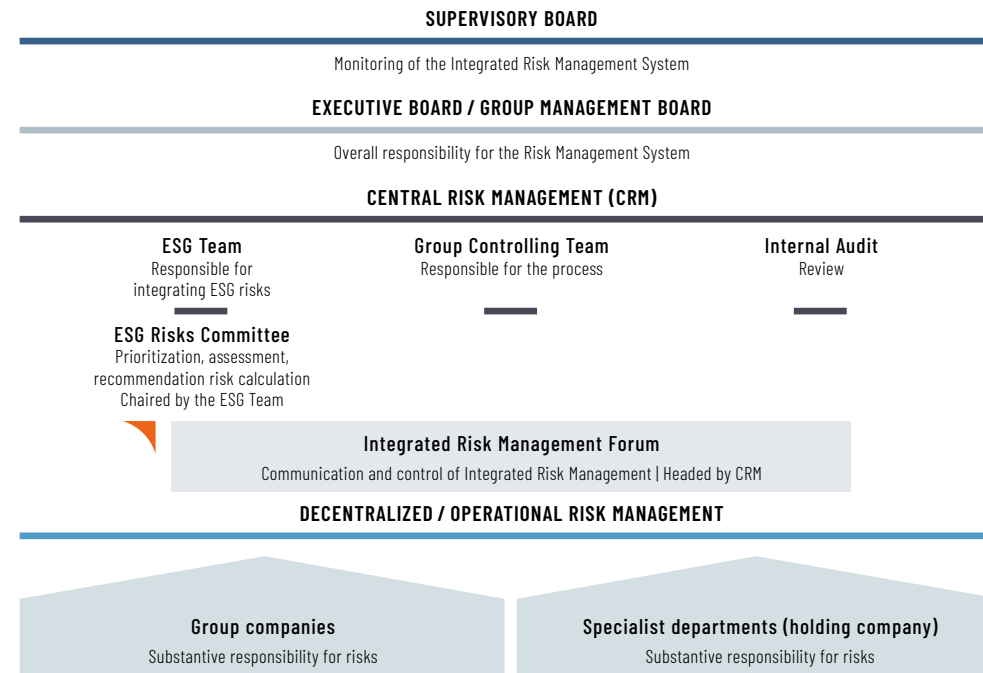 SUPERVISORY BOARD
Monitoring of the Integrated Risk Management System
EXECUTIVE BOARD / GROUP MANAGEMENT BOARD
Overall responsibility for the Risk Management System
CENTRAL RISK MANAGEMENT (CRM)
ESG Team
Responsible for
integrating ESG risks
Group Controlling Team
Responsible for the process
Internal Audit
Review
ESG Risks Committee
Prioritization, assessment,
recommendation risk calculation
Chaired by the ESG Team
Integrated Risk Management Forum
Communication and control of Integrated Risk Management | Headed by CRM
DECENTRALIZED / OPERATIONAL RISK MANAGEMENT
Group companies
Substantive responsibility for risks
Specialist departments (holding company)
Substantive responsibility for risks